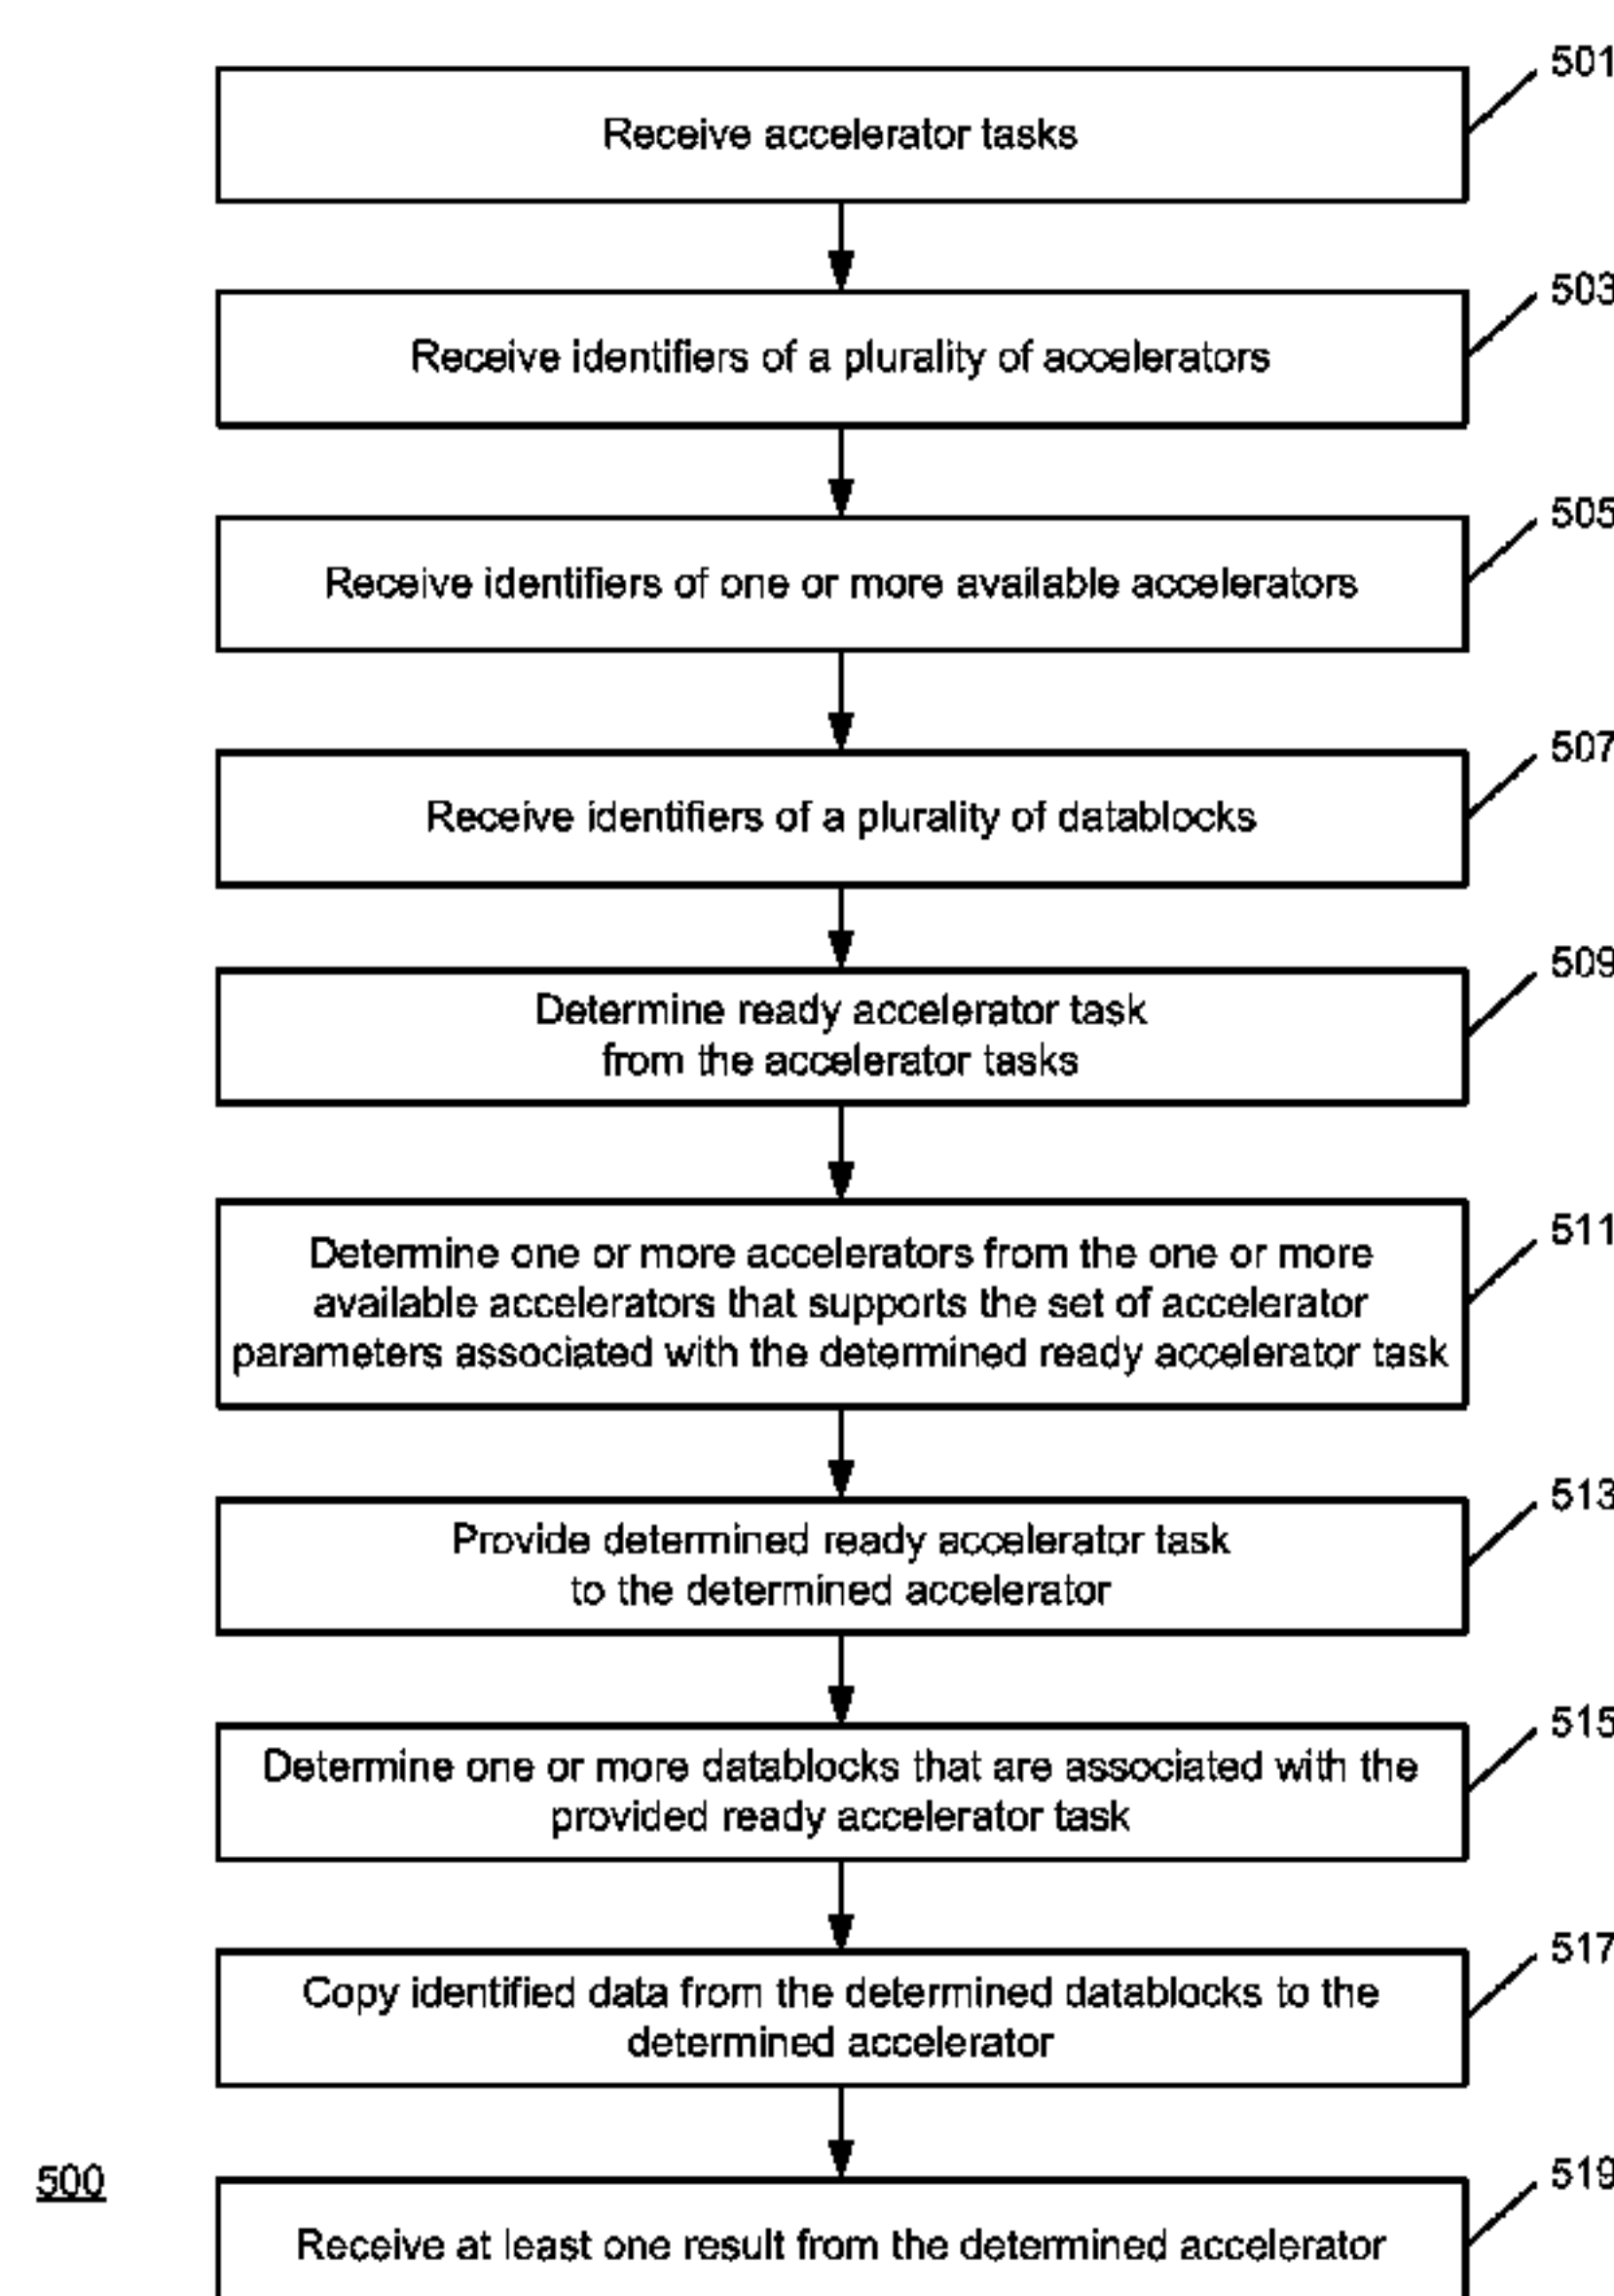 501
Receive accelerator tasks
503
Receive identifiers of a plurality of accelerators
505
Receive identifiers of one or more available accelerators
507
Receive identifiers of a plurality of datablocks
509
Determine ready accelerator task
from the accelerator tasks
511
Determine one or more accelerators from the one or more
available accelerators that supports the set of accelerator
parameters associated with the determined ready accelerator task
513
Provide determined ready accelerator task
to the determined accelerator
515
Determine one or more datablocks that are associated with the
provided ready accelerator task
517
Copy identified data from the determined datablocks to the
determined accelerator
500
519
Receive at least one result from the determined accelerator